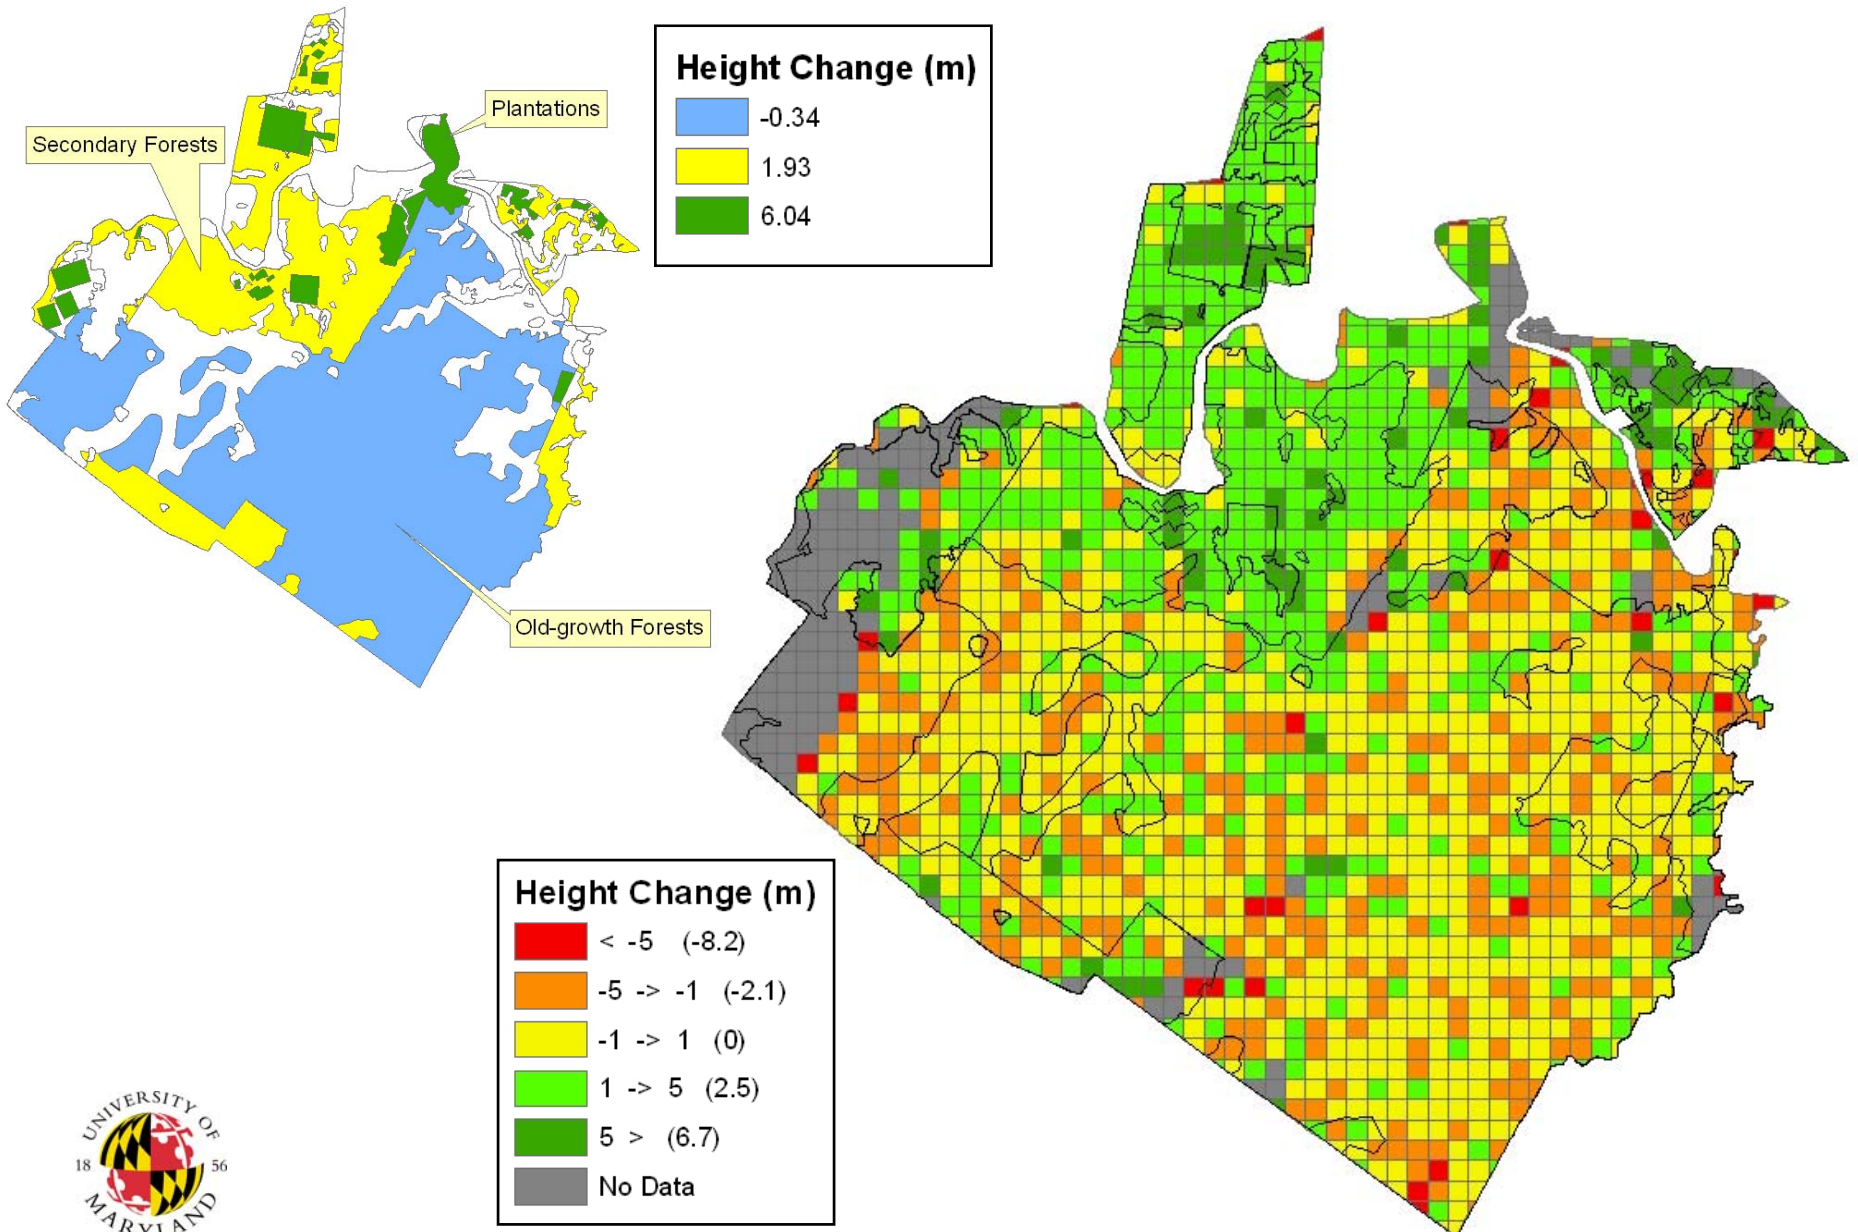 Secondary Forests
Plantations
Old-growth Forests
Height Change (m)
-0.34
1.93
6.04
Height Change (m)
< -5 (-8.2)
-5 -> -1 (-2.1)
-1 -> 1 (0)
1 -> 5 (2.5)
5 > (6.7)
No Data
UNIVERSITY OF
18 56
MARYLAND